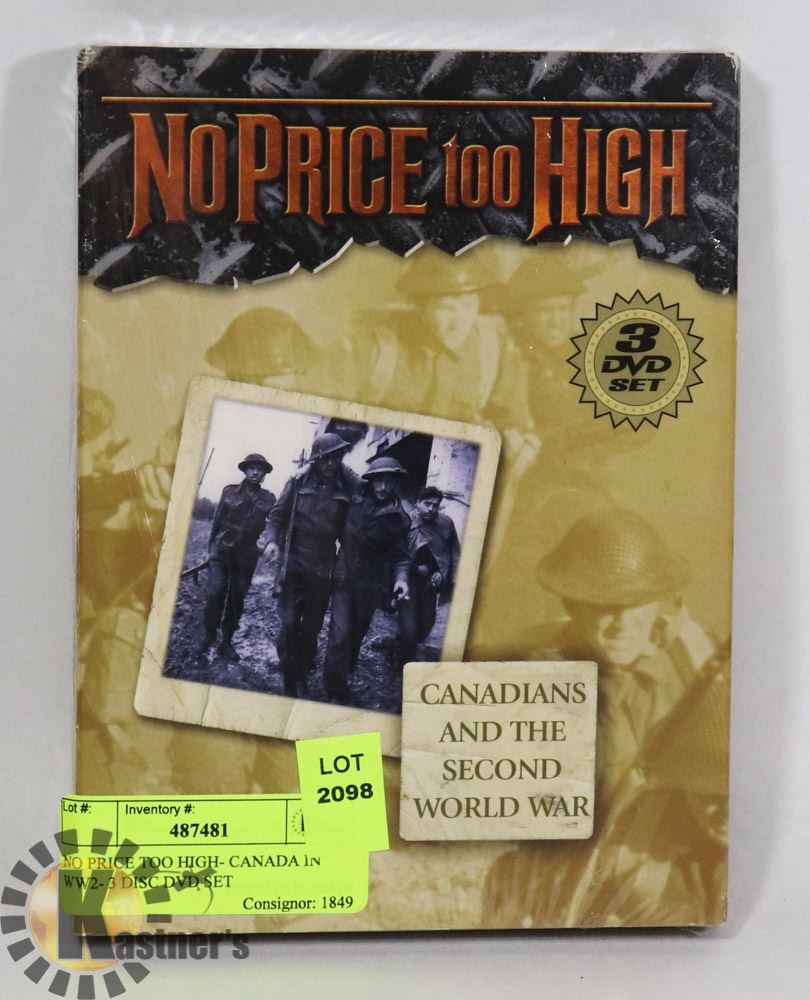 NO PRICE TOO HIGH
3
DVD
SET
CANADIANS
AND THE
SECOND
WORLD WAR
LOT
2098
Lot #:
Inventory #:
487481
NO PRICE TOO HIGH- CANADA IN
WW2- 3 DISC DVD SET
Consignor: 1849
Kastner's